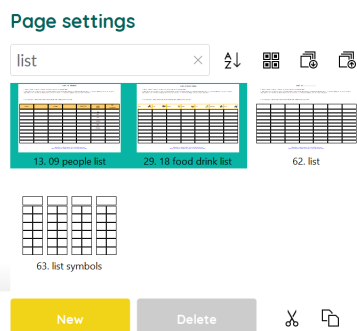 Page settings
list
13. 09 people list
29. 18 food drink list
62. list
63. list symbols
New
Delete